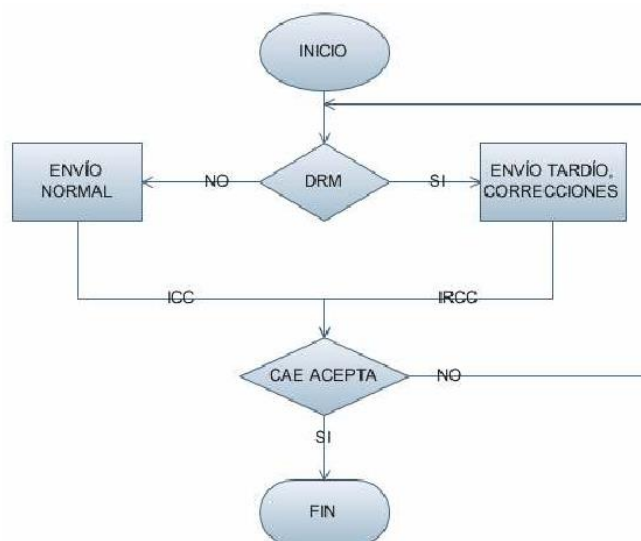 INICIO
ENVÍO
NORMAL
NO
DRM
SI
ENVÍO TARDÍO,
CORRECCIONES
ICC
IRCC
CAE ACEPTA
NO
SI
FIN